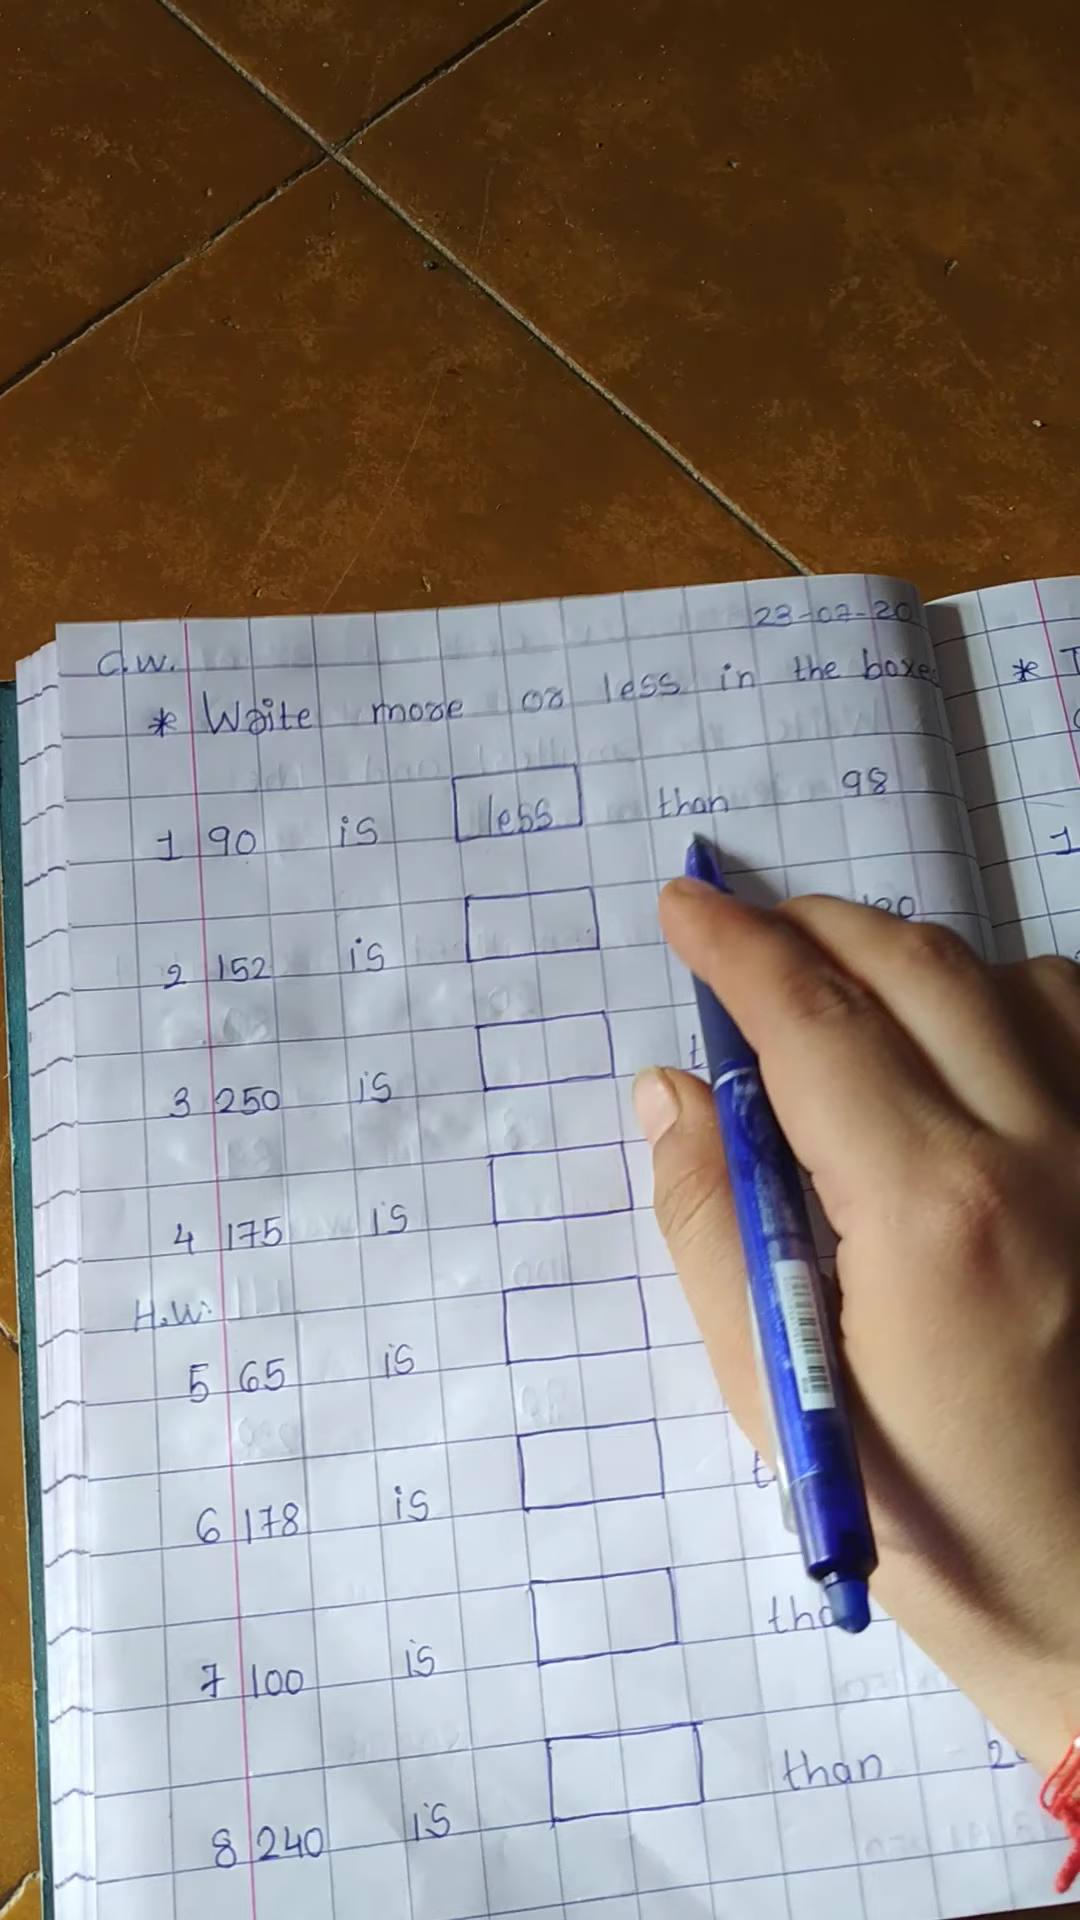 23-07-20
C.W.
* Write more or less in the boxes
1 90 is less than 98
2 152 is
3 250 is
4 175 is
H.W.
5 65 is
6 178 is
7 100 is
8 240 is than
* 
1